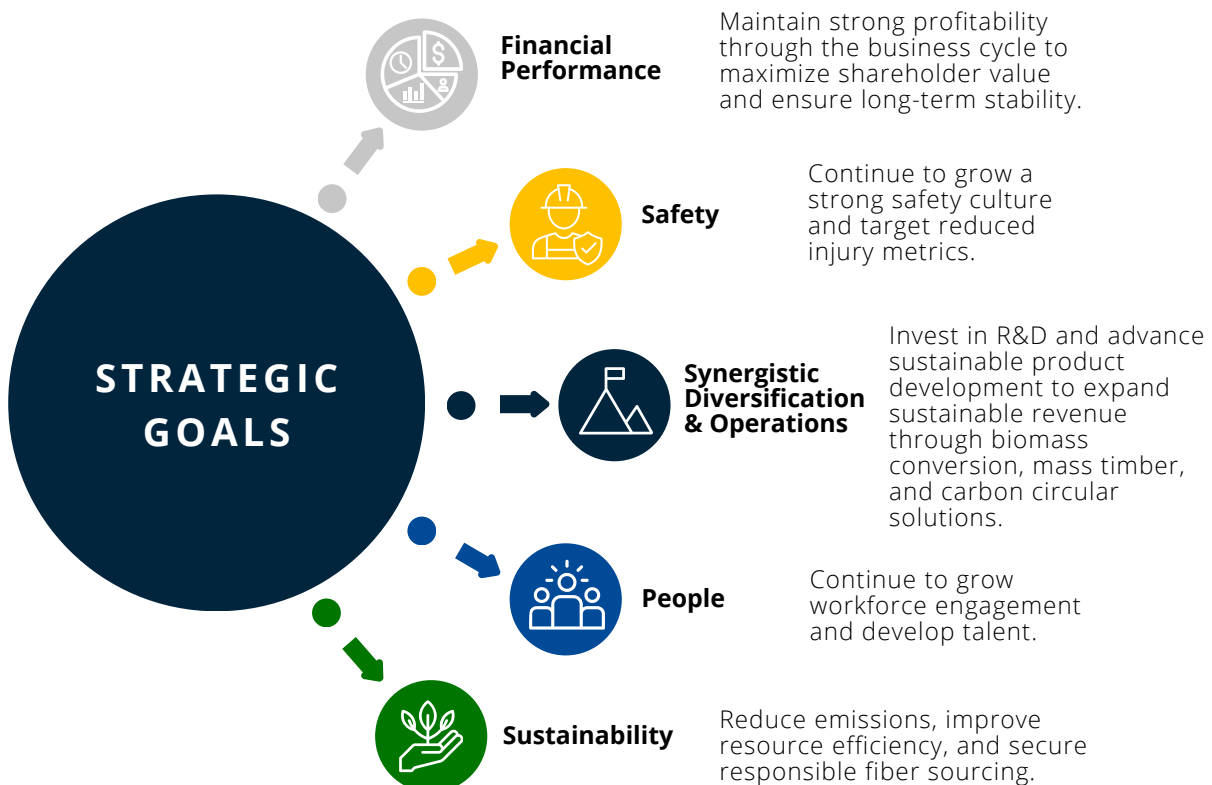 STRATEGIC
GOALS
Financial
Performance
Maintain strong profitability
through the business cycle to
maximize shareholder value
and ensure long-term stability.
Safety
Continue to grow a
strong safety culture
and target reduced
injury metrics.
Synergistic
Diversification
& Operations
Invest in R&D and advance
sustainable product
development to expand
sustainable revenue
through biomass
conversion, mass timber,
and carbon circular
solutions.
People
Continue to grow
workforce engagement
and develop talent.
Sustainability
Reduce emissions, improve
resource efficiency, and secure
responsible fiber sourcing.